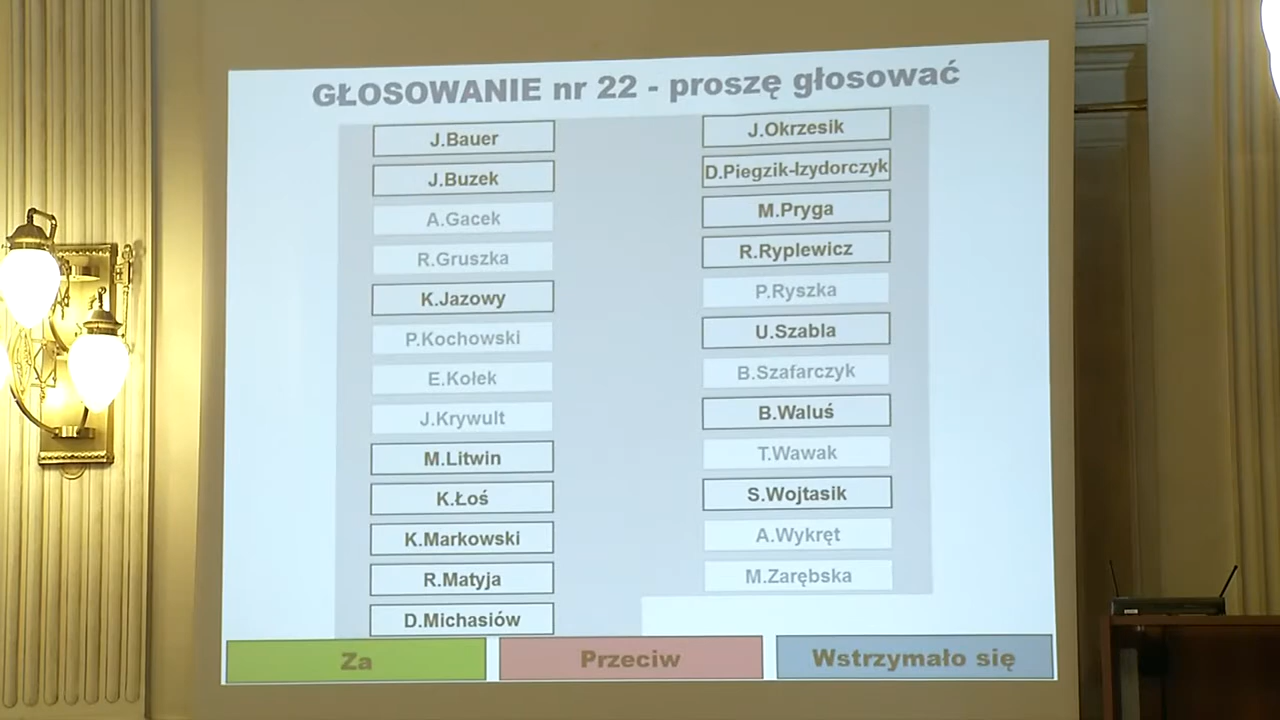 GŁOSOWANIE nr 22 - proszę głosować
J.Bauer
J.Buzek
A.Gacek
R.Gruszka
K.Jazowy
P.Kochowski
E.Kołek
J.Krywult
M.Litwin
K.Łoś
K.Markowski
R.Matyja
D.Michasiów
J.Okrzesik
D.Piegzik-Izydorczyk
M.Pryga
R.Ryplewicz
P.Ryszka
U.Szabla
B.Szafarczyk
B.Waluś
T.Wawak
S.Wojtasik
A.Wykręt
M.Zarębska
Za
Przeciw
Wstrzymało się